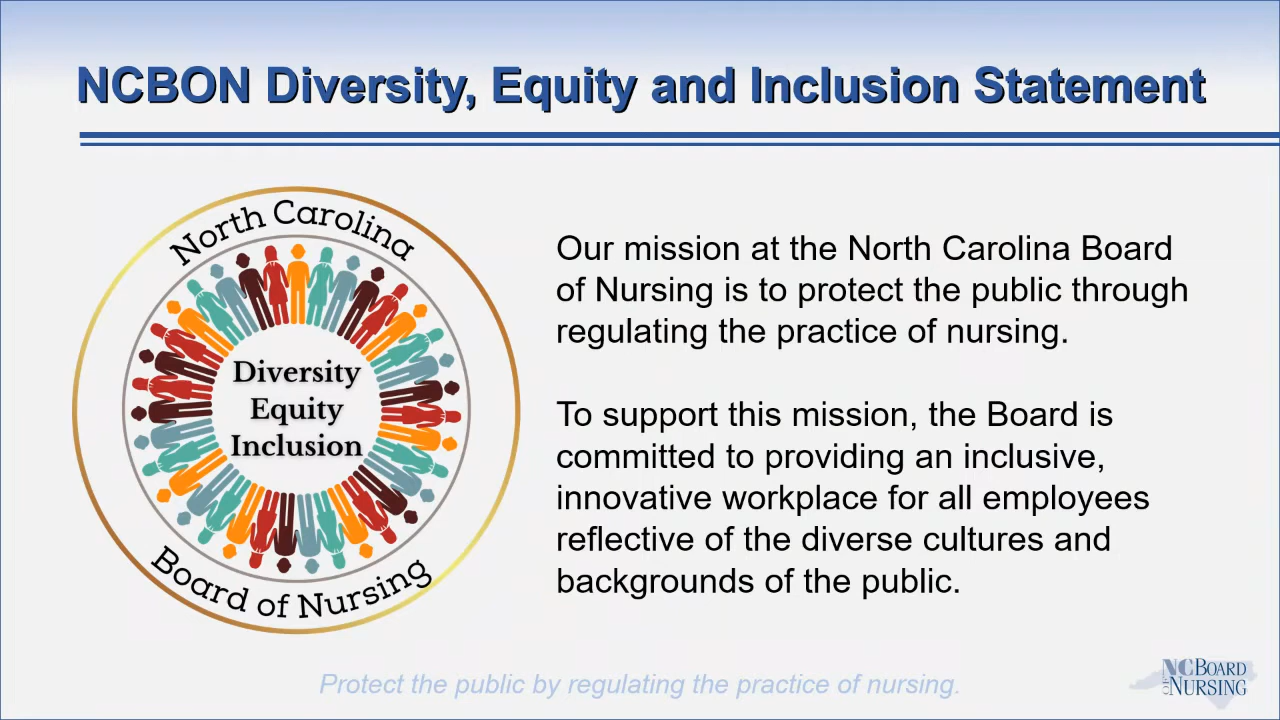 NCBON Diversity, Equity and Inclusion Statement
North Carolina
Diversity
Equity
Inclusion
Board of Nursing
Our mission at the North Carolina Board
of Nursing is to protect the public through
regulating the practice of nursing.
To support this mission, the Board is
committed to providing an inclusive,
innovative workplace for all employees
reflective of the diverse cultures and
backgrounds of the public.
Protect the public by regulating the practice of nursing.
NC BOARD
OF NURSING